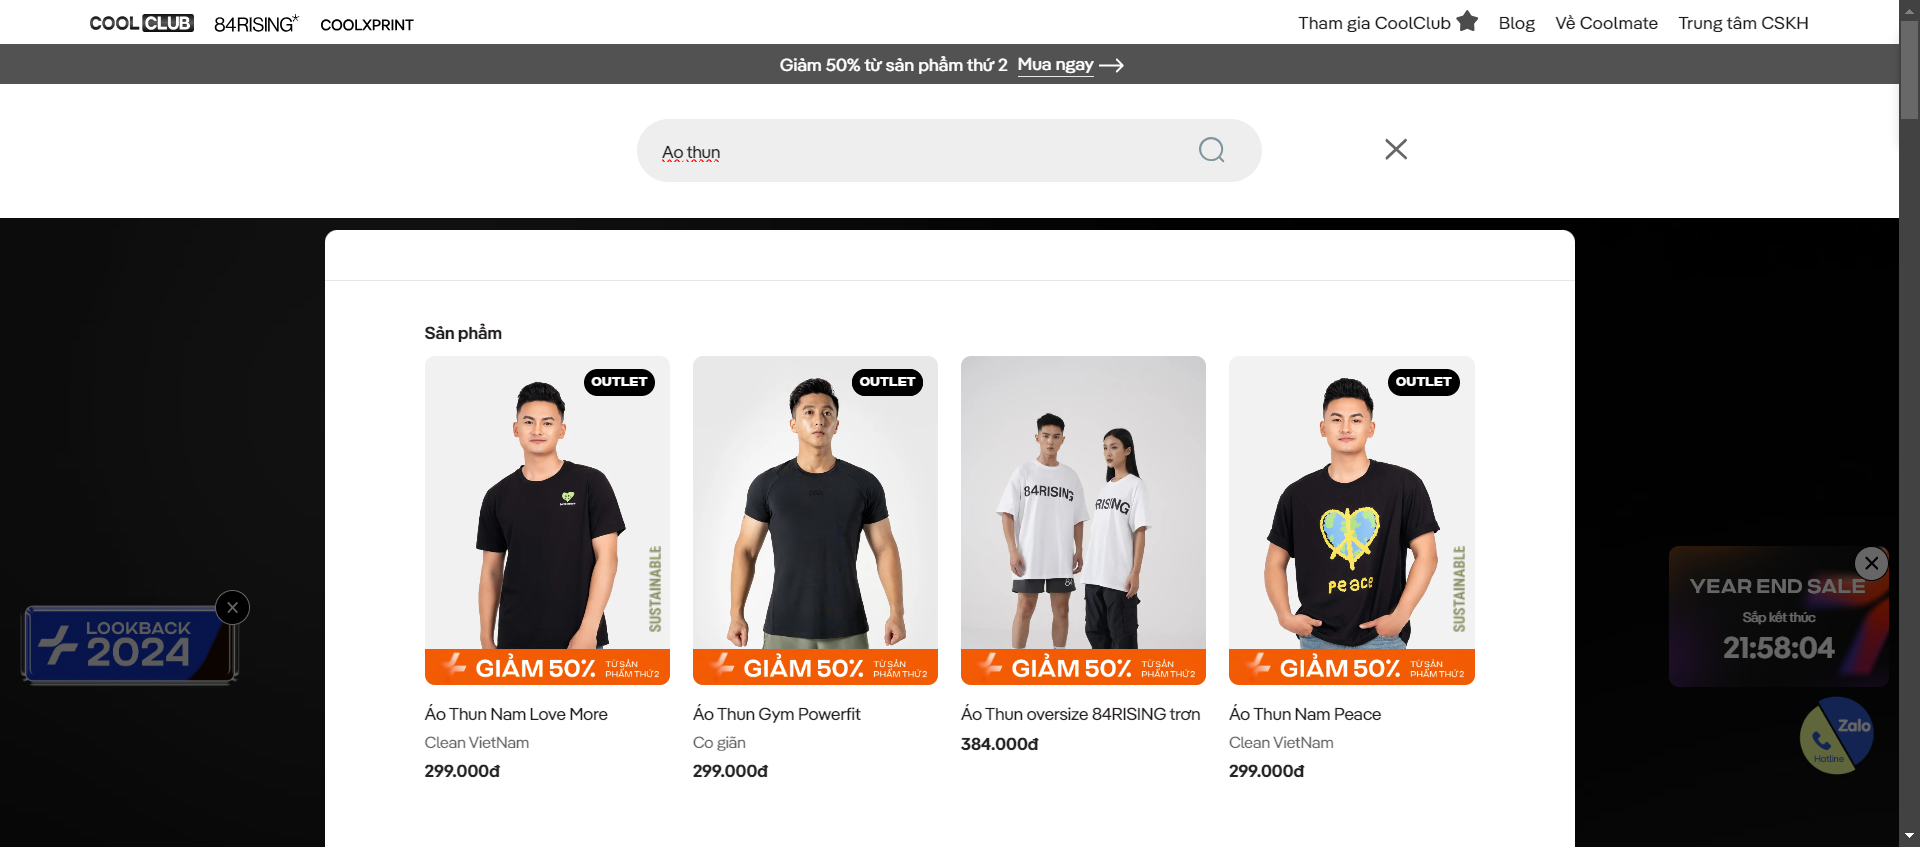 COOL CLUB 84RISING* COOLXPRINT Tham gia CoolClub Blog Về Coolmate Trung tâm CSKH
Giảm 50% từ sản phẩm thứ 2 Mua ngay
Ao thun
Sản phẩm
OUTLET
SUSTAINABLE
GIẢM 50% TỪ SẢN PHẨM THỨ 2
Áo Thun Nam Love More
Clean VietNam
299.000đ
OUTLET
GIẢM 50% TỪ SẢN PHẨM THỨ 2
Áo Thun Gym Powerfit
Co giãn
299.000đ
84RISING
RISING
GIẢM 50% TỪ SẢN PHẨM THỨ 2
Áo Thun oversize 84RISING trơn
384.000đ
OUTLET
peace
SUSTAINABLE
GIẢM 50% TỪ SẢN PHẨM THỨ 2
Áo Thun Nam Peace
Clean VietNam
299.000đ
LOOKBACK
2024
YEAR END SALE
Sắp kết thúc
21:58:04
Zalo
Hotline